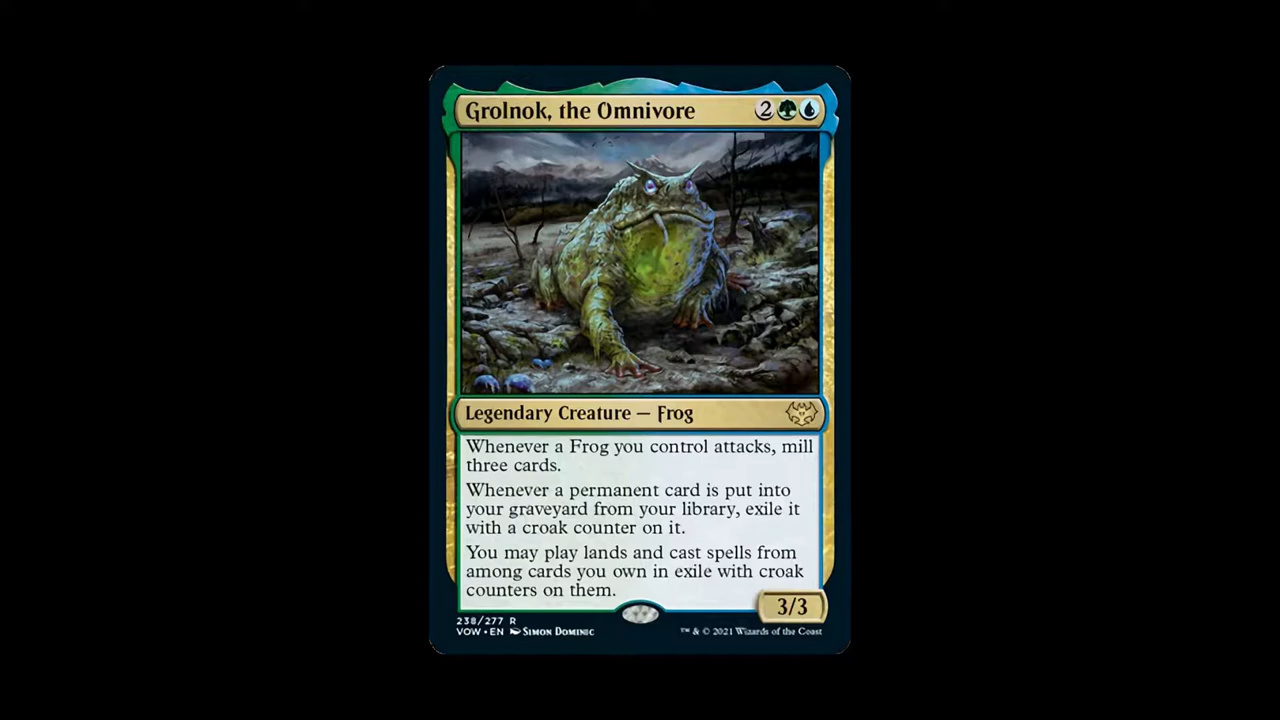 Grolnok, the Omnivore 2
Legendary Creature — Frog
Whenever a Frog you control attacks, mill
three cards.
Whenever a permanent card is put into
your graveyard from your library, exile it
with a croak counter on it.
You may play lands and cast spells from
among cards you own in exile with croak
counters on them.
3/3
238/277 R
VOW • EN Simon Dominic
™ & © 2021 Wizards of the Coast